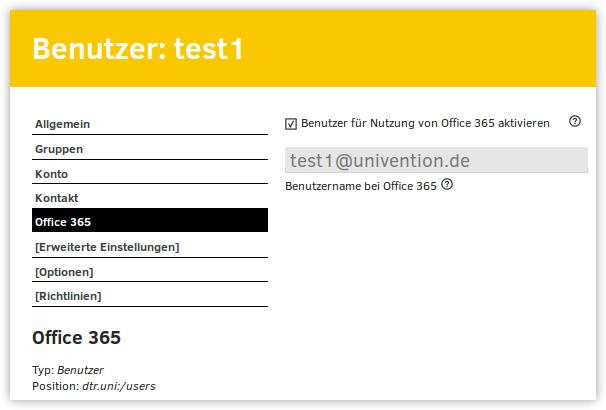 Benutzer: test1
Allgemein
Gruppen
Konto
Kontakt
Office 365
[Erweiterte Einstellungen]
[Optionen]
[Richtlinien]
Office 365
Typ: Benutzer
Position: dtr.uni:/users
Benutzer für Nutzung von Office 365 aktivieren
test1@univention.de
Benutzername bei Office 365